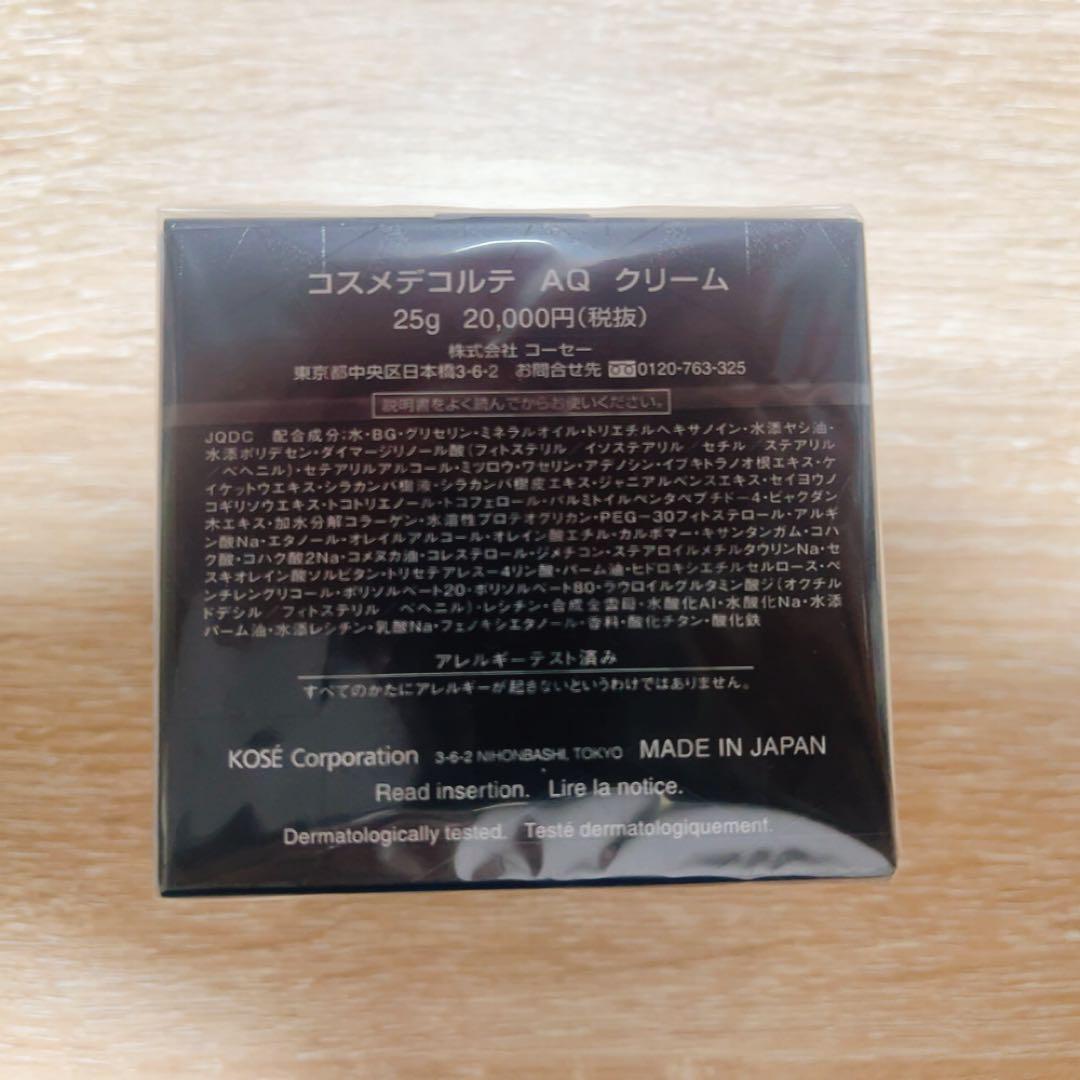 コスメデコルテ AQ クリーム
25g 20,000円(税抜)
株式会社 コーセー
東京都中央区日本橋3-6-2 お問合せ先 0120-763-325
説明書をよく読んでからお使いください。
JQDC 配合成分:水・BG・グリセリン・ミネラルオイル・トリエチルヘキサノイン・水添ヤシ油・
水添ポリデセン・ダイマージリノール酸(フィトステリル/イソステアリル/セチル/ステアリル
/ベヘニル)・セテアリルアルコール・ミツロウ・ワセリン・アデノシン・イブキトラノオ根エキス・ケ
イケットウエキス・シラカンバ樹液・シラカンバ樹皮エキス・ジャニアルベンスエキス・セイヨウノ
コギリソウエキス・トコトリエノール・トコフェロール・パルミトイルペンタペプチド-4・ビャクダン
木エキス・加水分解コラーゲン・水溶性プロテオグリカン・PEG-30フィトステロール・アルギ
ン酸Na・エタノール・オレイルアルコール・オレイン酸エチル・カルボマー・キサンタンガム・コハ
ク酸・コハク酸2Na・コメヌカ油・コレステロール・ジメチコン・ステアロイルメチルタウリンNa・セ
スキオレイン酸ソルビタン・トリセテアレス-4リン酸・パーム油・ヒドロキシエチルセルロース・ペ
ンチレングリコール・ポリソルベート20・ポリソルベート80・ラウロイルグルタミン酸ジ(オクチル
ドデシル/フィトステリル/ベヘニル)・レシチン・合成金雲母・水酸化Al・水酸化Na・水添
パーム油・水添レシチン・乳酸Na・フェノキシエタノール・香料・酸化チタン・酸化鉄
アレルギーテスト済み
すべてのかたにアレルギーが起きないというわけではありません。
KOSÉ Corporation 3-6-2 NIHONBASHI, TOKYO MADE IN JAPAN
Read insertion. Lire la notice.
Dermatologically tested. Testé dermatologiquement.